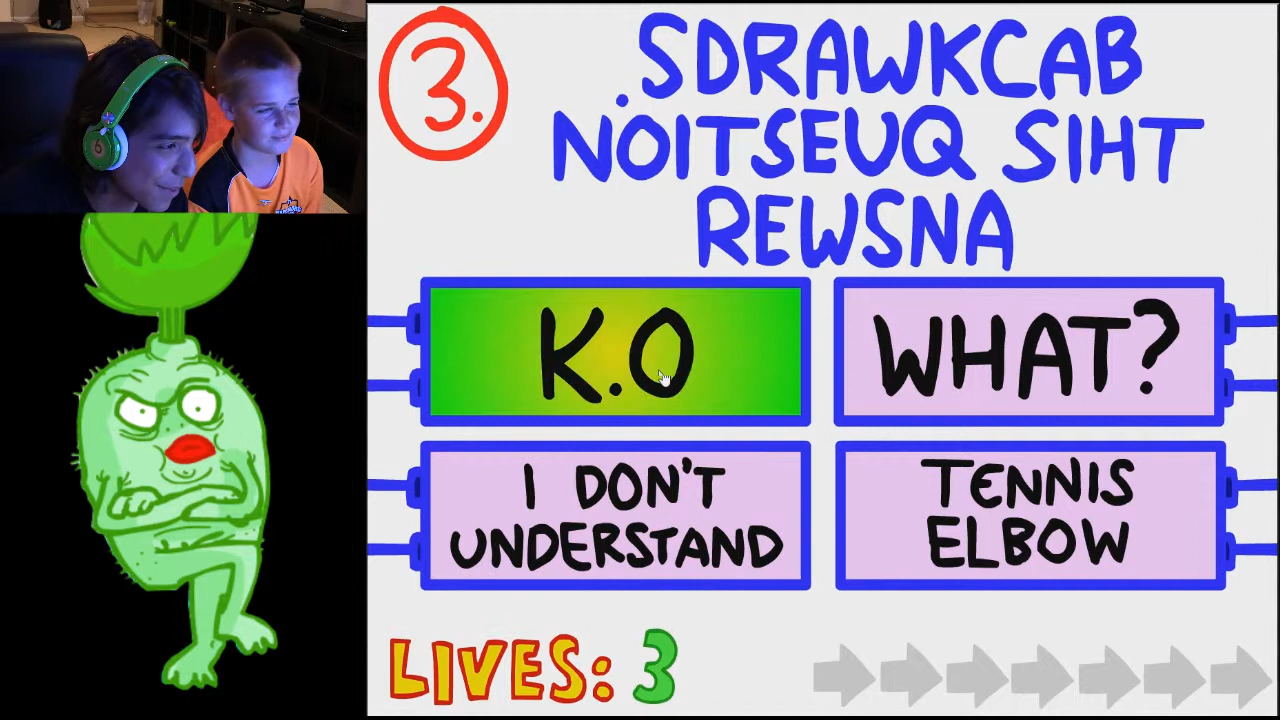 3.
.SDRAWKCAB
NOITSEUQ SIHT
REWSNA
K.O
WHAT?
I DON'T
UNDERSTAND
TENNIS
ELBOW
LIVES: 3